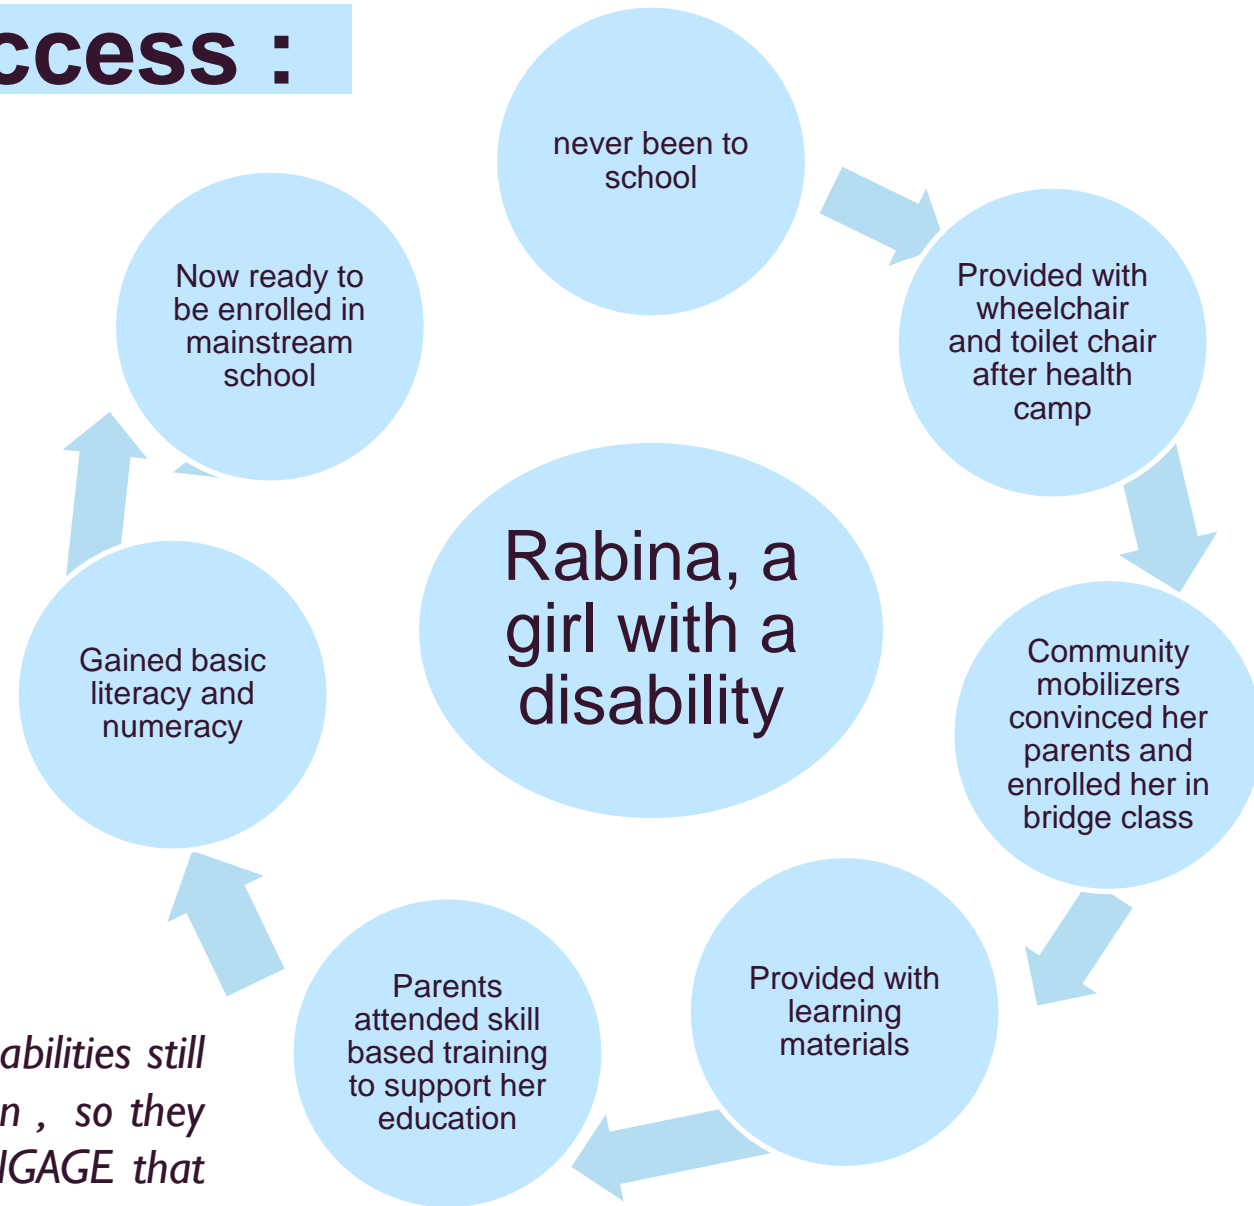 ccess :
never been to
school
Provided with
wheelchair
and toilet chair
after health
camp
Community
mobilizers
convinced her
parents and
enrolled her in
bridge class
Provided with
learning
materials
Parents
attended skill
based training
to support her
education
Gained basic
literacy and
numeracy
Now ready to
be enrolled in
mainstream
school
Rabina, a
girl with a
disability
abilities still
n , so they
IGAGE that